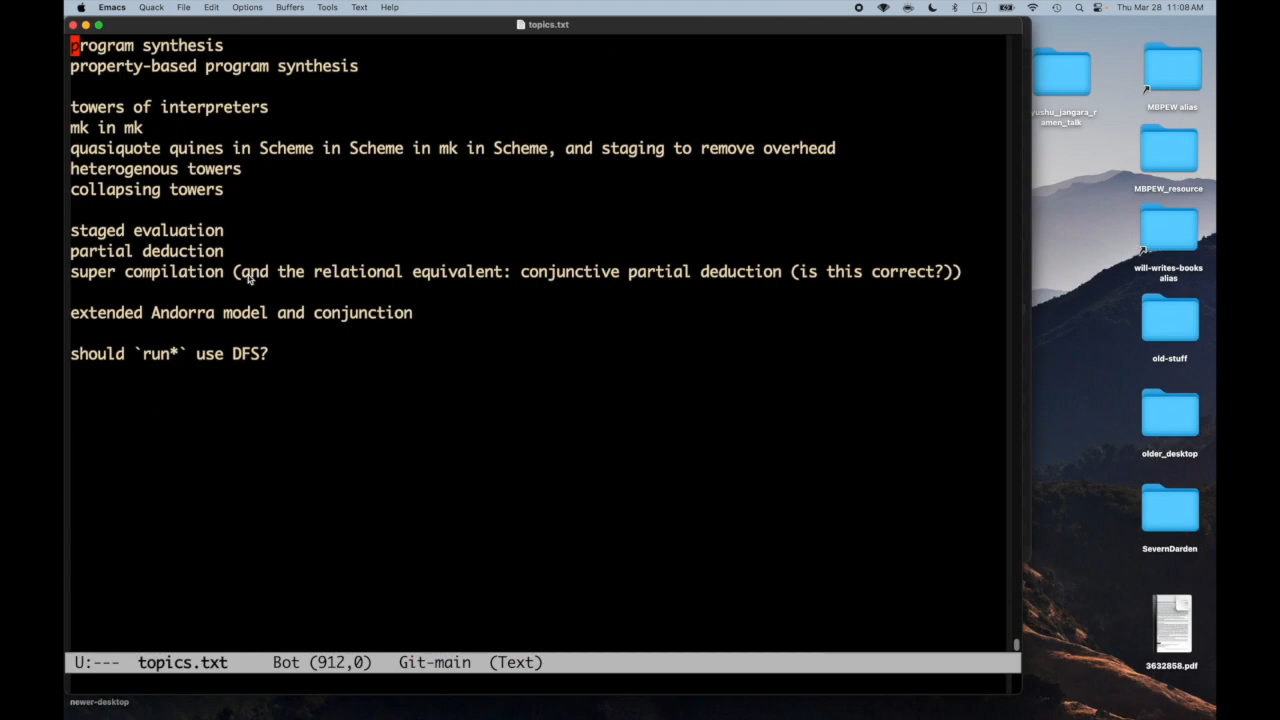 Emacs Quack File Edit Options Buffers Tools Text Help
A
Thu Mar 28 11:08 AM
topics.txt
program synthesis
property-based program synthesis
towers of interpreters
mk in mk
quasiquote quines in Scheme in Scheme in mk in Scheme, and staging to remove overhead
heterogenous towers
collapsing towers
staged evaluation
partial deduction
super compilation (and the relational equivalent: conjunctive partial deduction (is this correct?))
extended Andorra model and conjunction
should `run*` use DFS?
U:--- topics.txt Bot (912,0) Git-main (Text)
newer-desktop
yushu_jangara_r
amen_talk
MBPEW alias
MBPEW_resource
will-writes-books
alias
old-stuff
older_desktop
SevernDarden
3632858.pdf